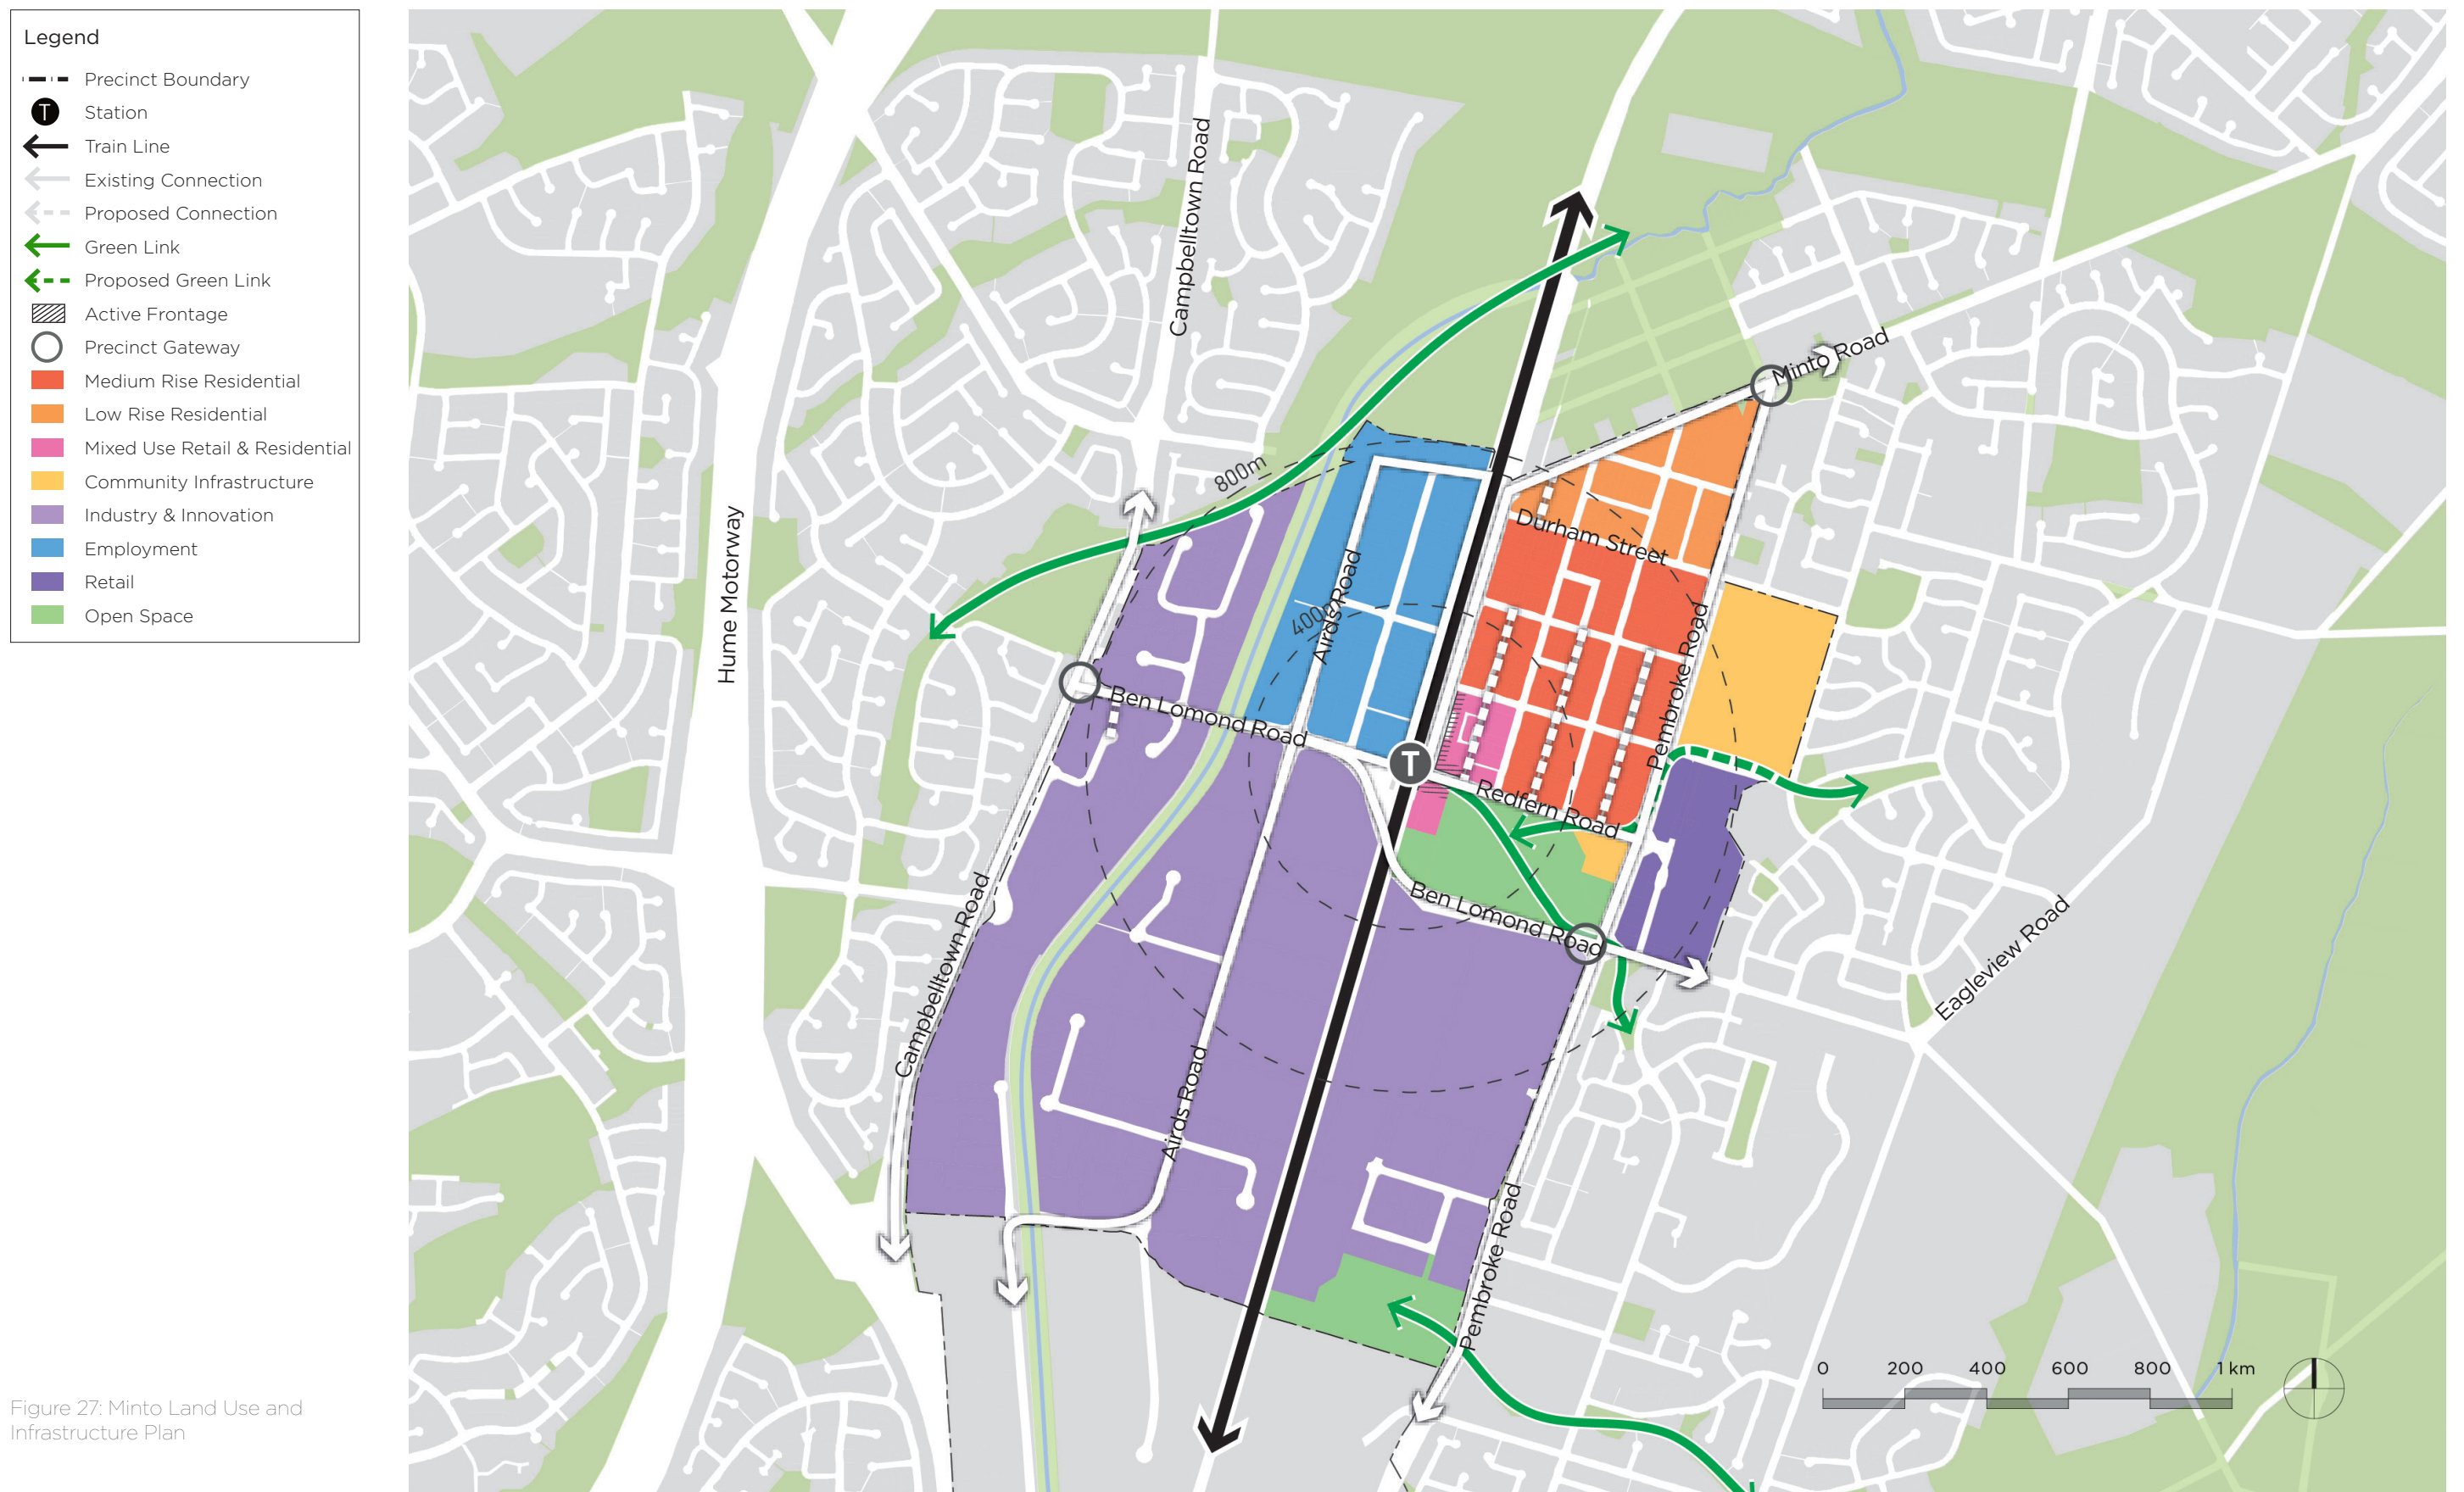 Legend
Precinct Boundary
T
Station
Train Line
Existing Connection
Proposed Connection
Green Link
Proposed Green Link
Active Frontage
Precinct Gateway
Medium Rise Residential
Low Rise Residential
Mixed Use Retail & Residential
Community Infrastructure
Industry & Innovation
Employment
Retail
Open Space
Campbelltown Road
Minto Road
800m
Durham Street
Hume Motorway
Airds Road
400m
Pembroke Road
Ben Lomond Road
T
Redfern Road
Ben Lomond Road
Campbelltown Road
Eagleview Road
Airds Road
Pembroke Road
0 200 400 600 800 1 km
Figure 27: Minto Land Use and
Infrastructure Plan